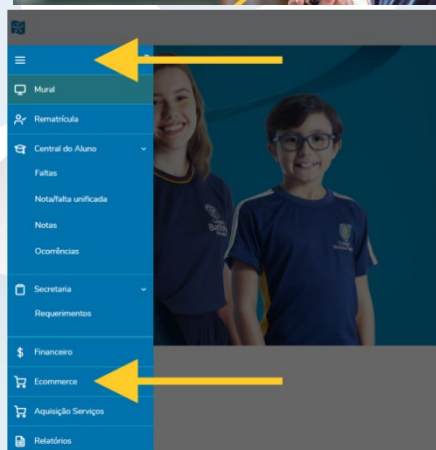 Mural
Rematrícula
Central do Aluno
Faltas
Nota/falta unificada
Notas
Ocorrências
Secretaria
Requerimentos
Financeiro
Ecommerce
Aquisição Serviços
Relatórios